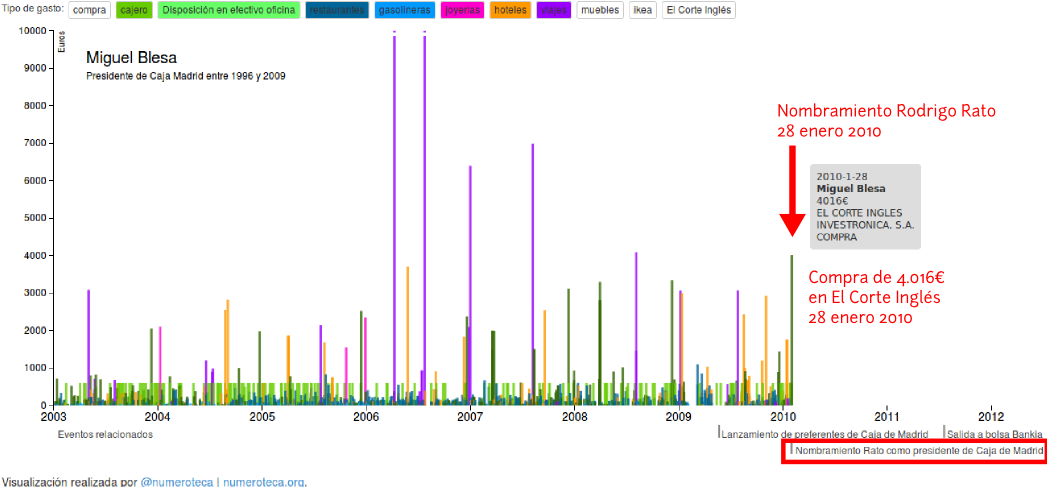 Tipo de gasto: compra cajero Disposición en efectivo oficina restaurantes gasolineras joyerías hoteles viajes muebles ikea El Corte Inglés
Euros
10000
9000
8000
7000
6000
5000
4000
3000
2000
1000
0
Miguel Blesa
Presidente de Caja Madrid entre 1996 y 2009
Nombramiento Rodrigo Rato
28 enero 2010
2010-1-28
Miguel Blesa
4016€
EL CORTE INGLES
INVESTRONICA, S.A.
COMPRA
Compra de 4.016€
en El Corte Inglés
28 enero 2010
2003 2004 2005 2006 2007 2008 2009 2010 2011 2012
Eventos relacionados
Lanzamiento de preferentes de Caja de Madrid
Salida a bolsa Bankia
Nombramiento Rato como presidente de Caja de Madrid
Visualización realizada por @numeroteca | numeroteca.org.